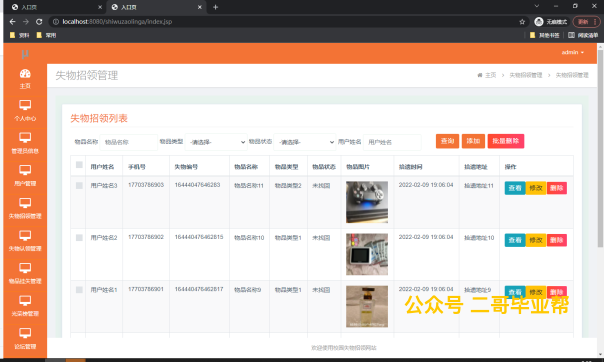 入口页
入口页
localhost:8080/shiwuzaolinga/index.jsp
无痕模式
更新
资料
常用
其他书签
阅读清单
admin
主页
个人中心
管理员信息
用户管理
失物招领管理
失物认领管理
论坛管理
失物招领管理
主页
失物招领管理
失物招领管理
失物招领列表
物品名称 物品名称 物品类型 -请选择- 物品状态 -请选择- 用户姓名 用户姓名 查询 添加 批量删除
用户姓名 手机号 失物编号 物品名称 物品类型 物品状态 物品图片 拾遗时间 拾遗地址 操作
用户姓名3 17703786903 16444047646283 物品名称11 物品类型2 未找回 2022-02-09 19:06:04 拾遗地址11 查看 修改 删除
用户姓名2 17703786902 164440476462815 物品名称10 物品类型1 未找回 2022-02-09 19:06:04 拾遗地址10 查看 修改 删除
用户姓名1 17703786901 164440476462817 物品名称9 物品类型1 未找回 2022-02-09 19:06:04 拾遗地址9 查看 修改 删除
公众号 二哥毕业帮
欢迎使用校园失物招领网站